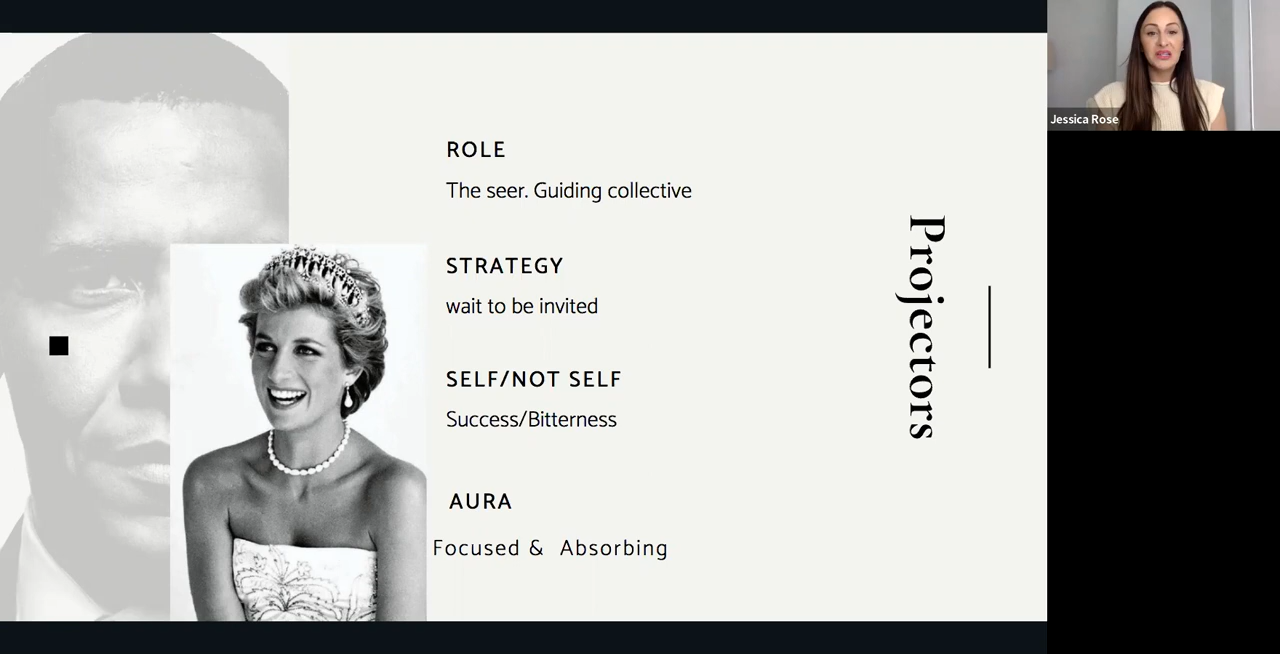 ROLE
The seer. Guiding collective
STRATEGY
wait to be invited
SELF/NOT SELF
Success/Bitterness
AURA
Focused & Absorbing
Projectors
Jessica Rose